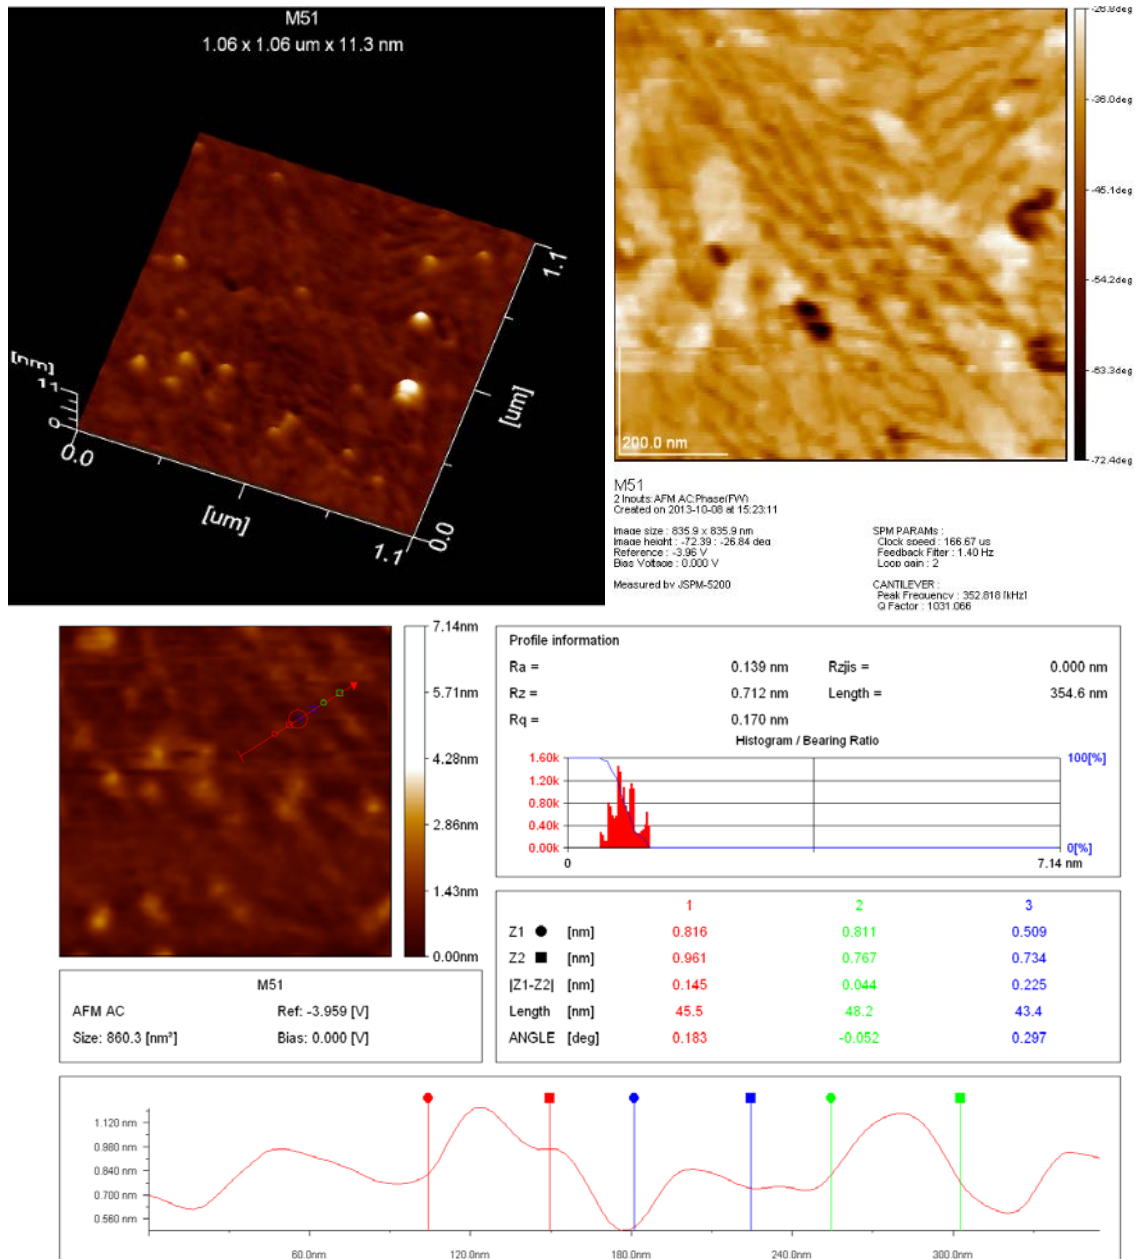 M51
1.06 x 1.06 um x 11.3 nm
[nm]
11
0
0.0
[um]
1.1
0.0
[um]
1.1
-26.8deg
-36.0deg
-45.1deg
-54.2deg
-63.3deg
-72.4deg
200.0 nm
M51
2 Inputs:AFM AC:Phase(FW)
Created on 2013-10-08 at 15:23:11
Image size : 835.9 x 835.9 nm
Image height : -72.39 : -26.84 deg
Reference : -3.96 V
Bias Voltage : 0.000 V
Measured by JSPM-5200
SPM PARAMs :
Clock speed : 166.67 us
Feedback Filter : 1.40 Hz
Loop gain : 2
CANTILEVER :
Peak Frequency : 352.818 [kHz]
Q Factor : 1031.066
7.14nm
5.71nm
4.28nm
2.86nm
1.43nm
0.00nm
M51
AFM AC Ref: -3.959 [V]
Size: 860.3 [nm²] Bias: 0.000 [V]
Profile information
Ra = 0.139 nm Rzjis = 0.000 nm
Rz = 0.712 nm Length = 354.6 nm
Rq = 0.170 nm
Histogram / Bearing Ratio
1.60k 100[%]
1.20k
0.80k
0.40k
0.00k 0[%]
0 7.14 nm
1 2 3
Z1 [nm] 0.816 0.811 0.509
Z2 [nm] 0.961 0.767 0.734
|Z1-Z2| [nm] 0.145 0.044 0.225
Length [nm] 45.5 48.2 43.4
ANGLE [deg] 0.183 -0.052 0.297
1.120 nm
0.980 nm
0.840 nm
0.700 nm
0.560 nm
60.0nm 120.0nm 180.0nm 240.0nm 300.0nm